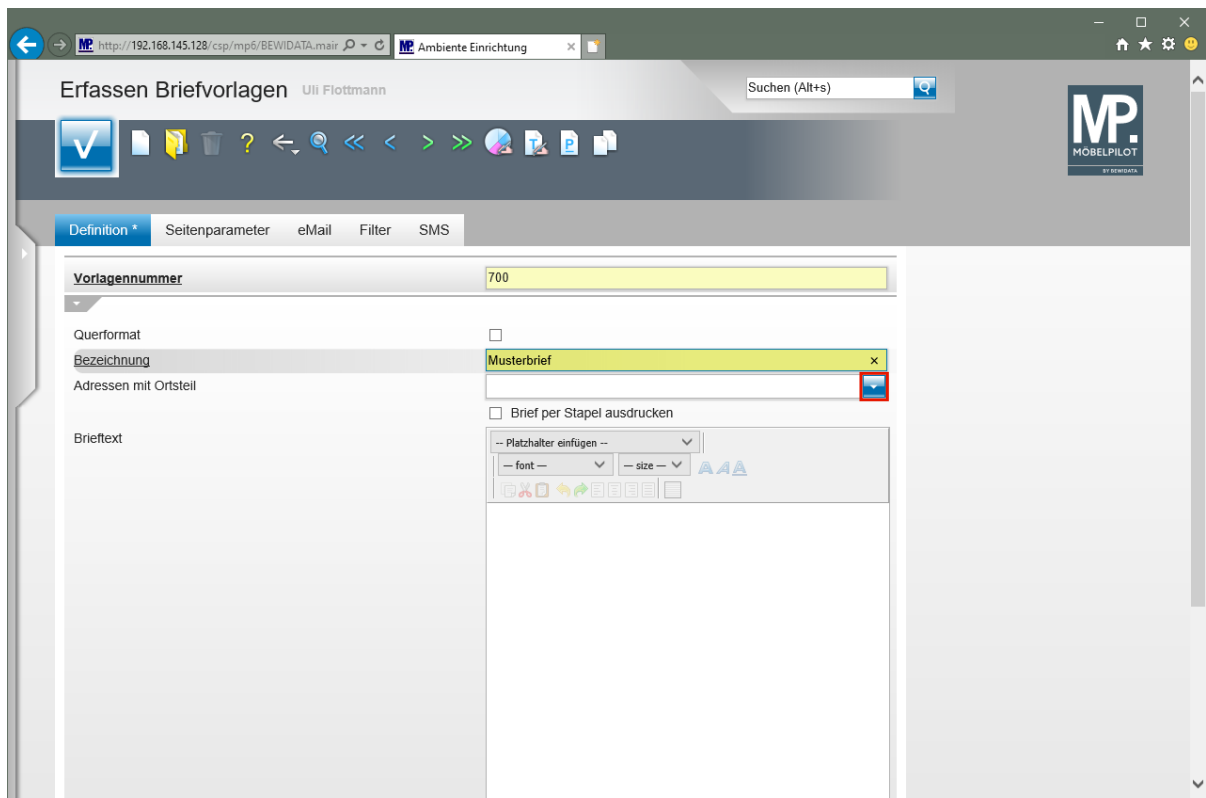 http://192.168.145.128/csp/mp6/BEWIDATA.mair
MP. Ambiente Einrichtung
Erfassen Briefvorlagen Uli Flottmann
Suchen (Alt+s)
MP.
MÖBELPILOT
BY BEWIDATA
Definition * Seitenparameter eMail Filter SMS
Vorlagennummer 700
Querformat
Bezeichnung Musterbrief
Adressen mit Ortsteil
Brief per Stapel ausdrucken
Brieftext
-- Platzhalter einfügen --
— font — — size —